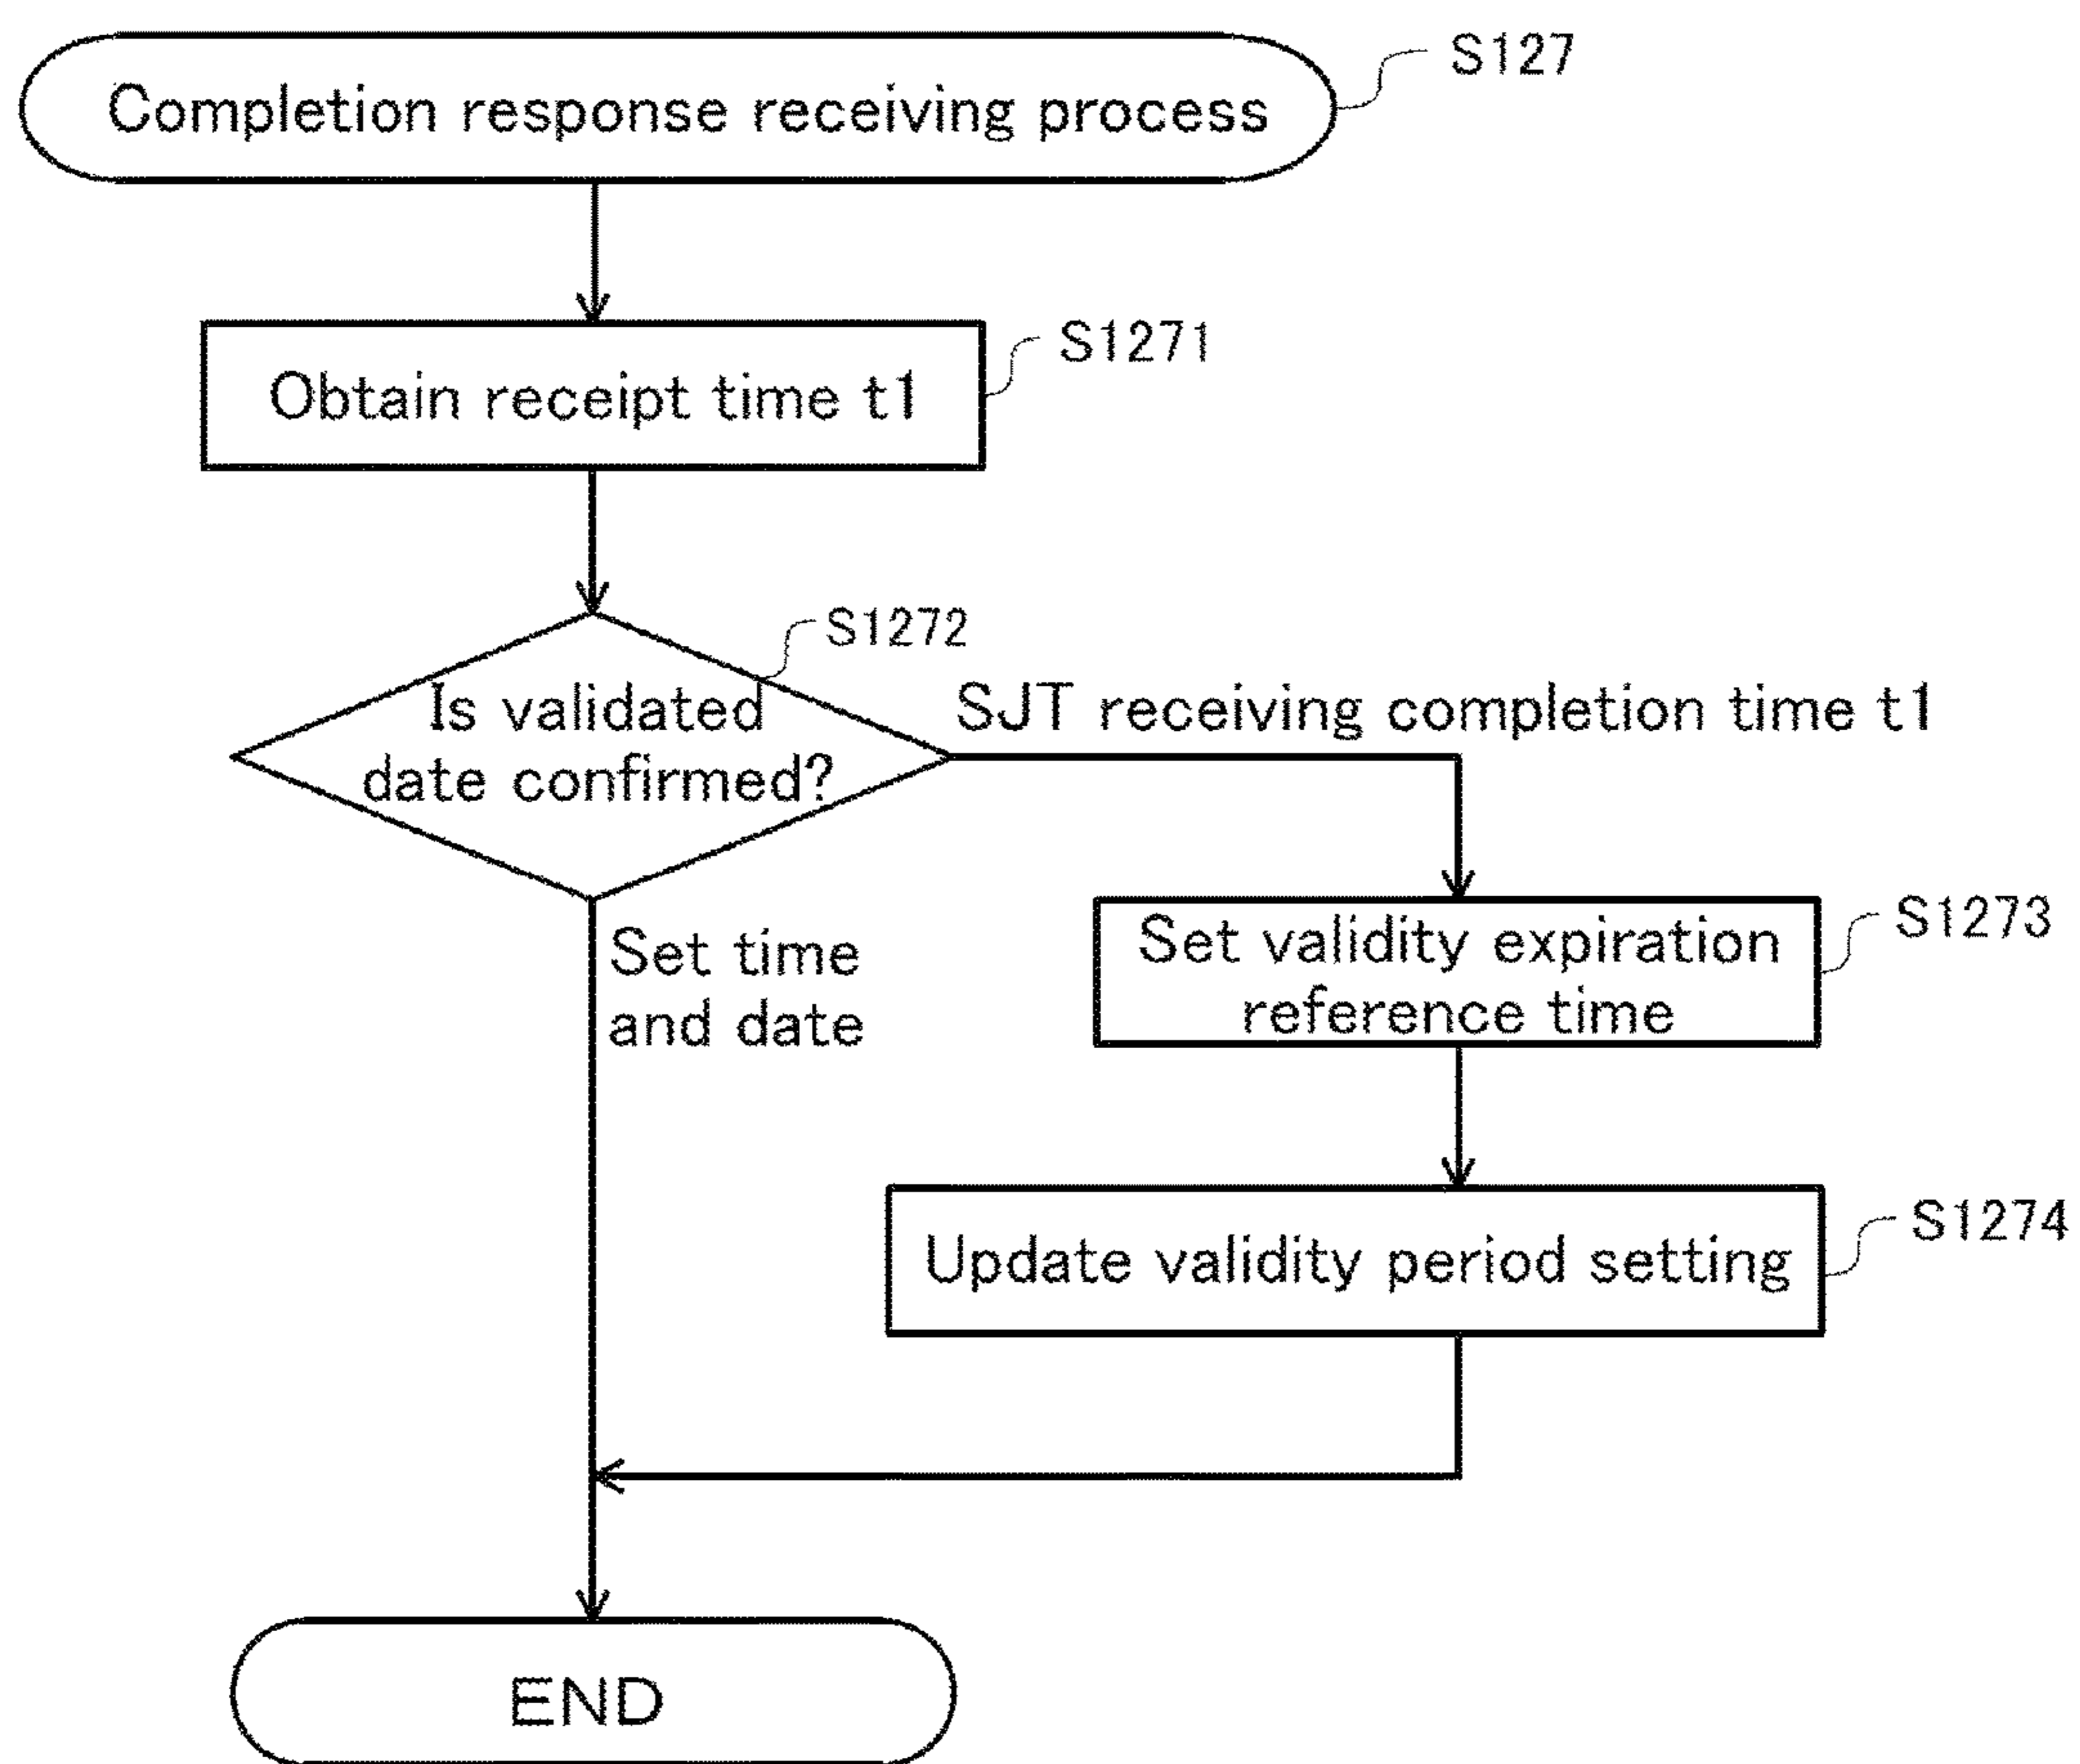 S127
Completion response receiving process
S1271
Obtain receipt time t1
S1272
Is validated
date confirmed?
SJT receiving completion time t1
Set time
and date
S1273
Set validity expiration
reference time
S1274
Update validity period setting
END